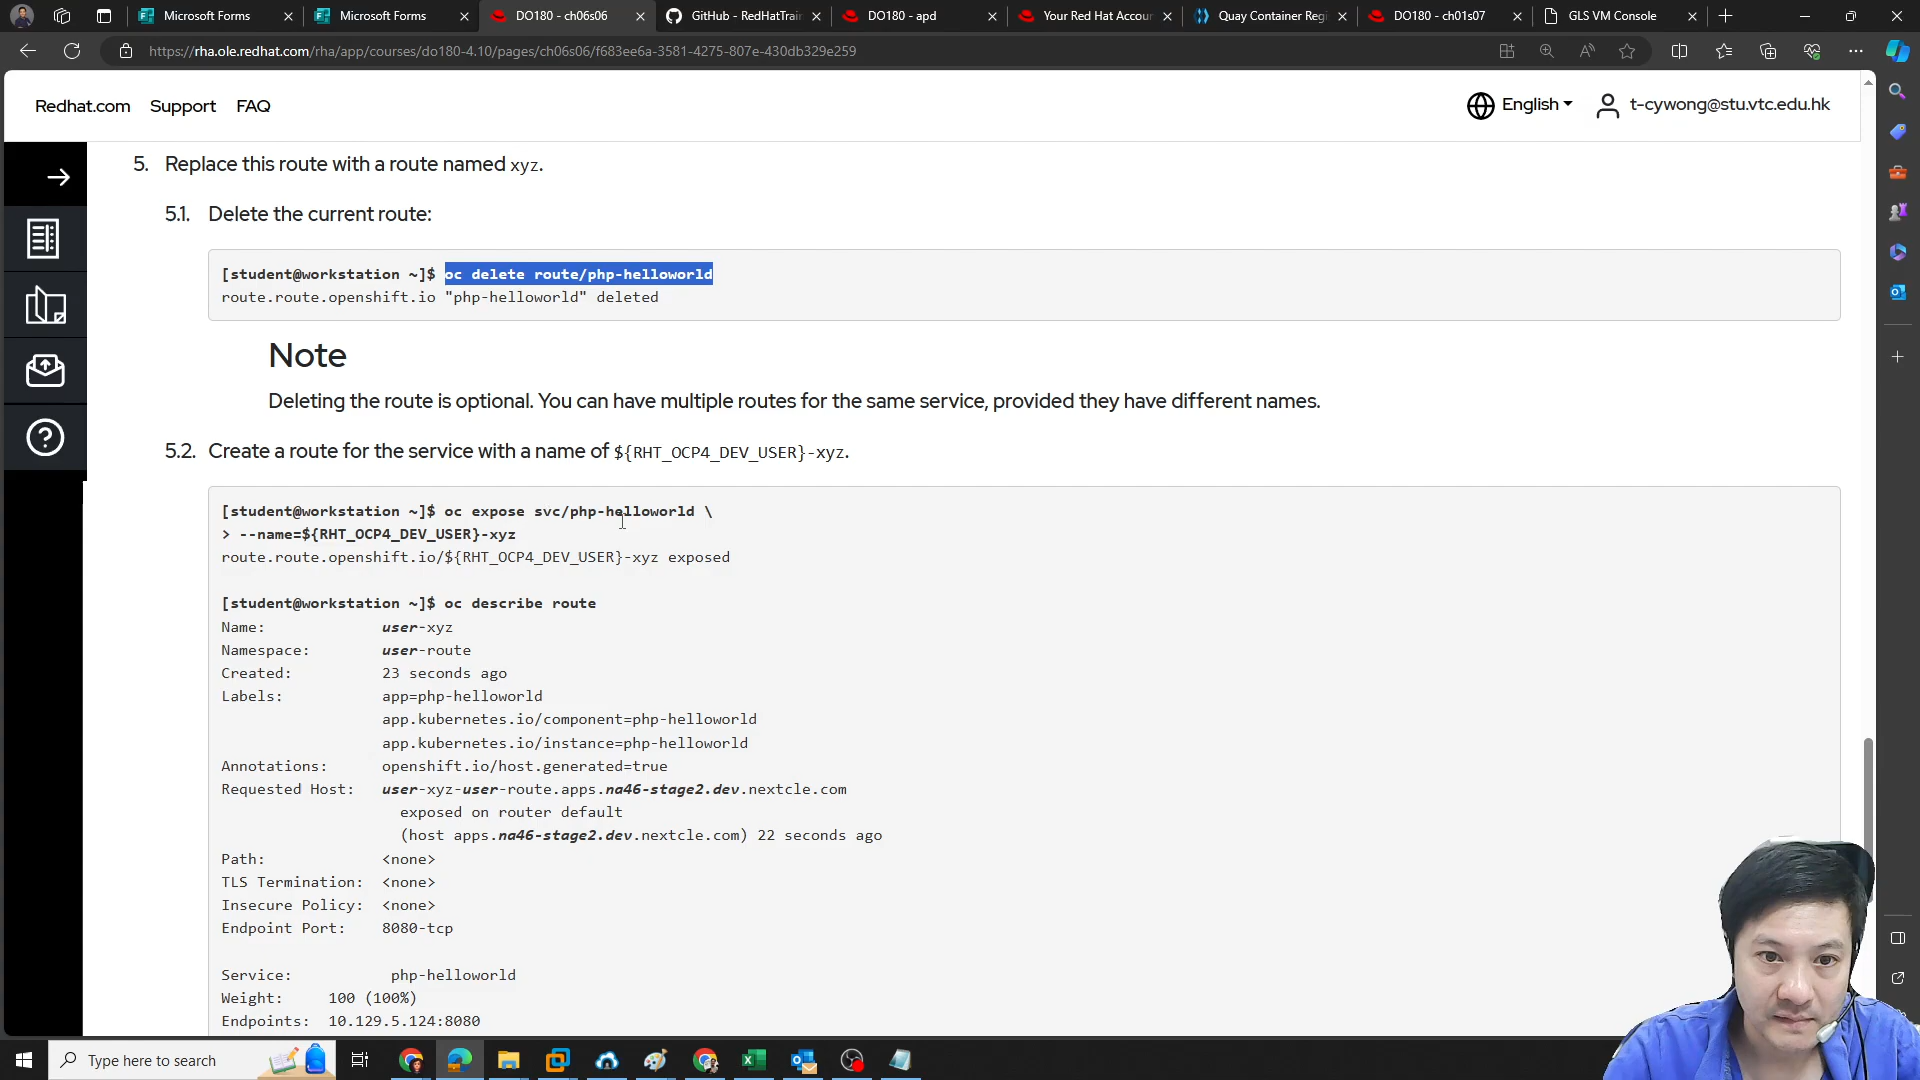 Microsoft Forms
Microsoft Forms
DO180 - ch06s06
GitHub - RedHatTrai
DO180 - apd
Your Red Hat Accoun
Quay Container Regi
DO180 - ch01s07
GLS VM Console
https://rha.ole.redhat.com/rha/app/courses/do180-4.10/pages/ch06s06/f683ee6a-3581-4275-807e-430db329e259
Redhat.com Support FAQ
English
t-cywong@stu.vtc.edu.hk
5. Replace this route with a route named xyz.
5.1. Delete the current route:
[student@workstation ~]$ oc delete route/php-helloworld
route.route.openshift.io "php-helloworld" deleted
Note
Deleting the route is optional. You can have multiple routes for the same service, provided they have different names.
5.2. Create a route for the service with a name of ${RHT_OCP4_DEV_USER}-xyz.
[student@workstation ~]$ oc expose svc/php-helloworld \
> --name=${RHT_OCP4_DEV_USER}-xyz
route.route.openshift.io/${RHT_OCP4_DEV_USER}-xyz exposed
[student@workstation ~]$ oc describe route
Name: user-xyz
Namespace: user-route
Created: 23 seconds ago
Labels: app=php-helloworld
app.kubernetes.io/component=php-helloworld
app.kubernetes.io/instance=php-helloworld
Annotations: openshift.io/host.generated=true
Requested Host: user-xyz-user-route.apps.na46-stage2.dev.nextcle.com
exposed on router default
(host apps.na46-stage2.dev.nextcle.com) 22 seconds ago
Path: <none>
TLS Termination: <none>
Insecure Policy: <none>
Endpoint Port: 8080-tcp
Service: php-helloworld
Weight: 100 (100%)
Endpoints: 10.129.5.124:8080
Type here to search